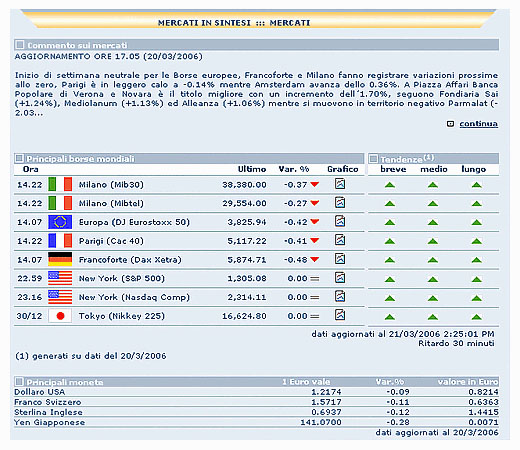 MERCATI IN SINTESI ::: MERCATI
Commento sui mercati
AGGIORNAMENTO ORE 17.05 (20/03/2006)
Inizio di settimana neutrale per le Borse europee, Francoforte e Milano fanno registrare variazioni prossime
allo zero, Parigi è in leggero calo a -0.14% mentre Amsterdam avanza dello 0.36%. A Piazza Affari Banca
Popolare di Verona e Novara è il titolo migliore con un incremento dell'1.70%, seguono Fondiaria Sai
(+1.24%), Mediolanum (+1.13%) ed Alleanza (+1.06%) mentre si muovono in territorio negativo Parmalat (-
2.03...
continua
Principali borse mondiali Tendenze(1)
Ora Ultimo Var. % Grafico breve medio lungo
14.22 Milano (Mib30) 38,380.00 -0.37
14.22 Milano (Mibtel) 29,554.00 -0.27
14.07 Europa (DJ Eurostoxx 50) 3,825.94 -0.42
14.22 Parigi (Cac 40) 5,117.22 -0.41
14.07 Francoforte (Dax Xetra) 5,874.71 -0.48
22.59 New York (S&P 500) 1,305.08 0.00 =
23.16 New York (Nasdaq Comp) 2,314.11 0.00 =
30/12 Tokyo (Nikkey 225) 16,624.80 0.00 =
dati aggiornati al 21/03/2006 2:25:01 PM
Ritardo 30 minuti
(1) generati su dati del 20/3/2006
Principali monete 1 Euro vale Var.% valore in Euro
Dollaro USA 1.2174 -0.09 0.8214
Franco Svizzero 1.5717 -0.11 0.6363
Sterlina Inglese 0.6937 -0.12 1.4415
Yen Giapponese 141.0700 -0.28 0.0071
dati aggiornati al 20/3/2006